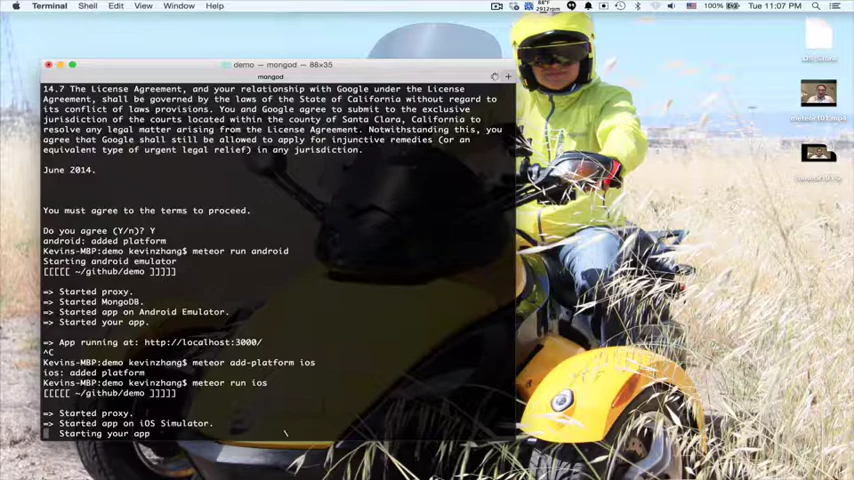 Terminal Shell Edit View Window Help
88°F
2912rpm
100%
Tue 11:07 PM
demo — mongod — 88×35
mongod
14.7 The License Agreement, and your relationship with Google under the License
Agreement, shall be governed by the laws of the State of California without regard to
its conflict of laws provisions. You and Google agree to submit to the exclusive
jurisdiction of the courts located within the county of Santa Clara, California to
resolve any legal matter arising from the License Agreement. Notwithstanding this, you
agree that Google shall still be allowed to apply for injunctive remedies (or an
equivalent type of urgent legal relief) in any jurisdiction.
June 2014.
You must agree to the terms to proceed.
Do you agree (Y/n)? Y
android: added platform
Kevins-MBP:demo kevinzhang$ meteor run android
Starting android emulator
[[[[[ ~/github/demo ]]]]]
=> Started proxy.
=> Started MongoDB.
=> Started app on Android Emulator.
=> Started your app.
=> App running at: http://localhost:3000/
^C
Kevins-MBP:demo kevinzhang$ meteor add-platform ios
ios: added platform
Kevins-MBP:demo kevinzhang$ meteor run ios
[[[[[ ~/github/demo ]]]]]
=> Started proxy.
=> Started app on iOS Simulator.
Starting your app \
meteor101.mp4